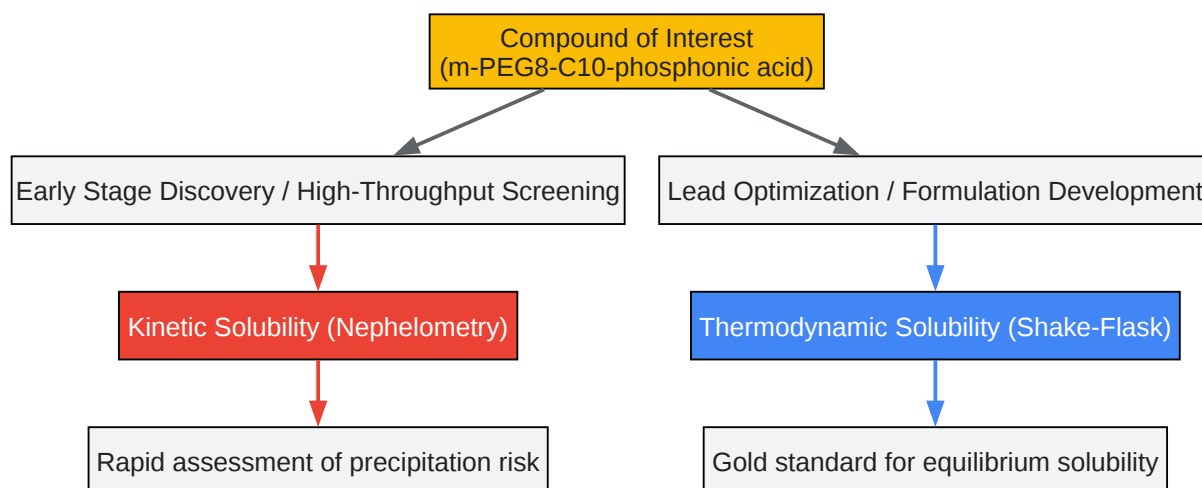 Compound of Interest
(m-PEG8-C10-phosphonic acid)
Early Stage Discovery / High-Throughput Screening
Lead Optimization / Formulation Development
Kinetic Solubility (Nephelometry)
Thermodynamic Solubility (Shake-Flask)
Rapid assessment of precipitation risk
Gold standard for equilibrium solubility